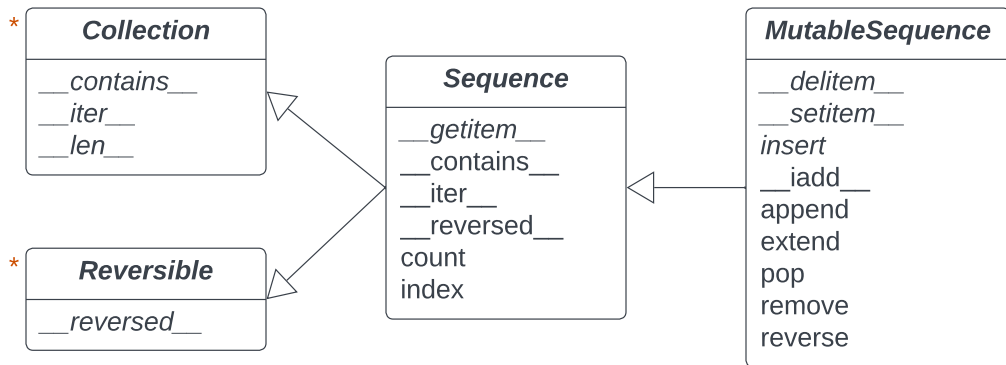 *
Collection
__contains__
__iter__
__len__
*
Reversible
__reversed__
Sequence
__getitem__
__contains__
__iter__
__reversed__
count
index
MutableSequence
__delitem__
__setitem__
insert
__iadd__
append
extend
pop
remove
reverse